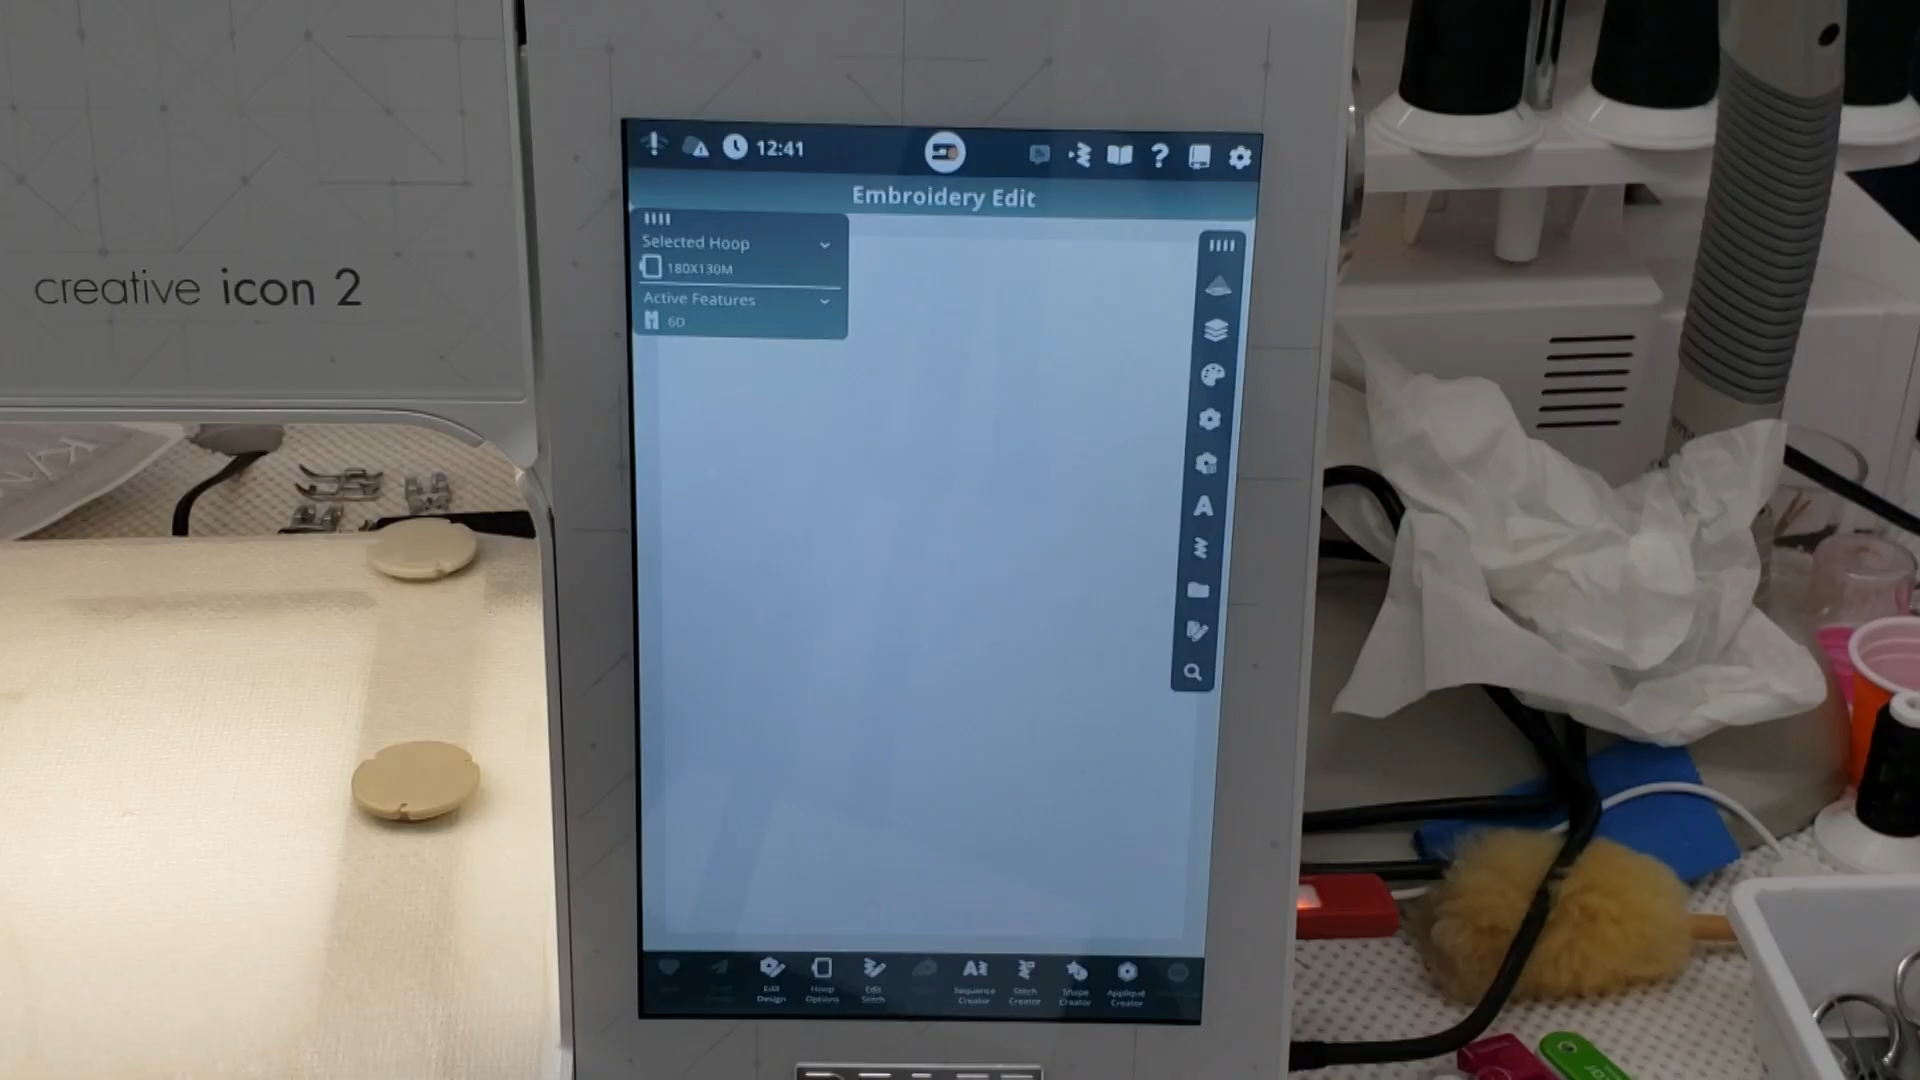 creative icon 2
12:41
Embroidery Edit
Selected Hoop
180X130M
Active Features
6D
Edit Design
Hoop Options
Edit Stitch
Sequence Creator
Stitch Creator
Shape Creator
Appliqué Creator